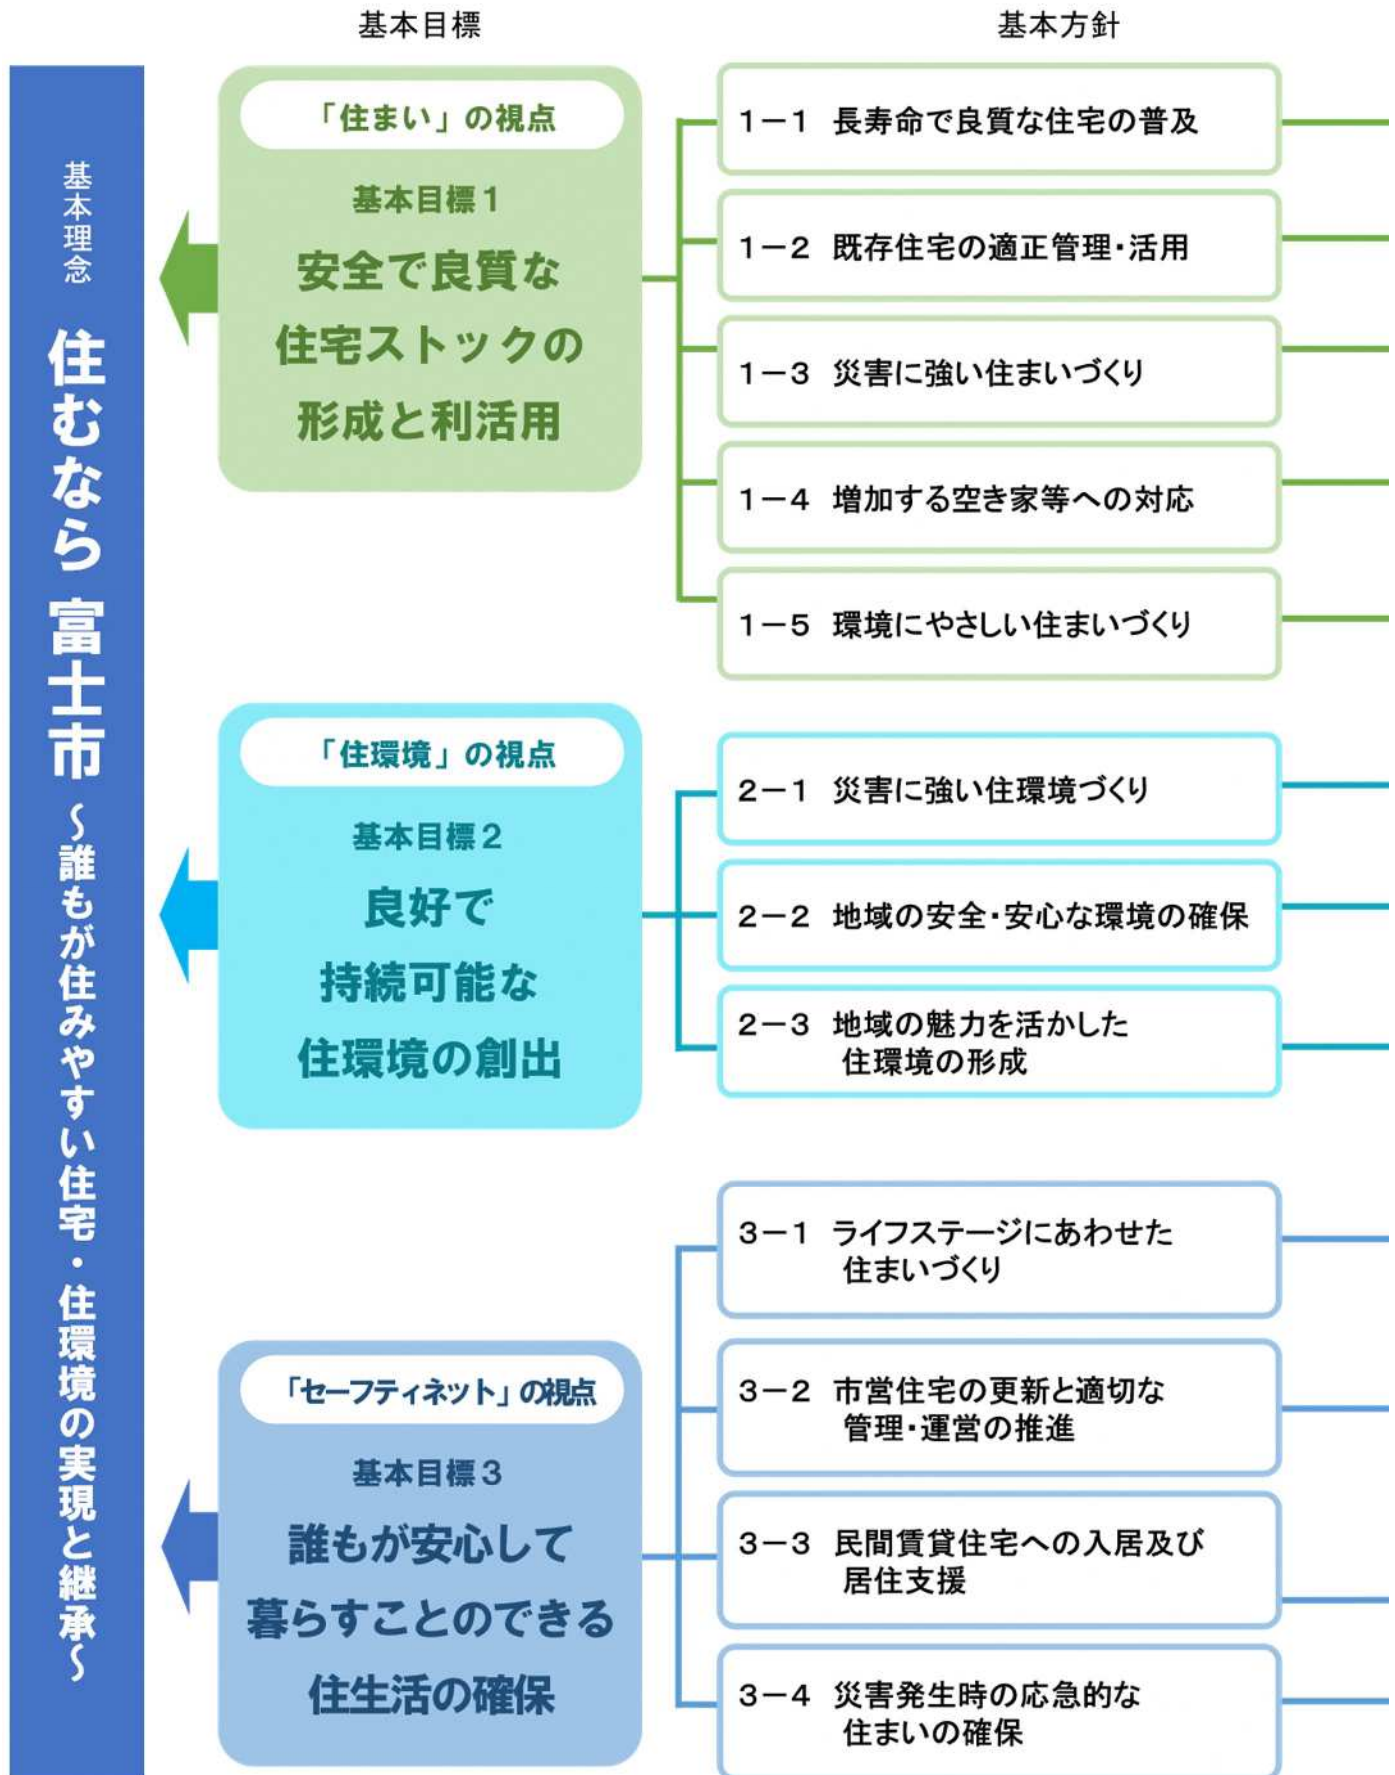 基本目標
基本方針
基本理念 住むなら 富士市 ～誰もが住みやすい住宅・住環境の実現と継承～
「住まい」の視点
基本目標１
安全で良質な
住宅ストックの
形成と利活用
１－１ 長寿命で良質な住宅の普及
１－２ 既存住宅の適正管理・活用
１－３ 災害に強い住まいづくり
１－４ 増加する空き家等への対応
１－５ 環境にやさしい住まいづくり
「住環境」の視点
基本目標２
良好で
持続可能な
住環境の創出
２－１ 災害に強い住環境づくり
２－２ 地域の安全・安心な環境の確保
２－３ 地域の魅力を活かした
住環境の形成
「セーフティネット」の視点
基本目標３
誰もが安心して
暮らすことのできる
住生活の確保
３－１ ライフステージにあわせた
住まいづくり
３－２ 市営住宅の更新と適切な
管理・運営の推進
３－３ 民間賃貸住宅への入居及び
居住支援
３－４ 災害発生時の応急的な
住まいの確保